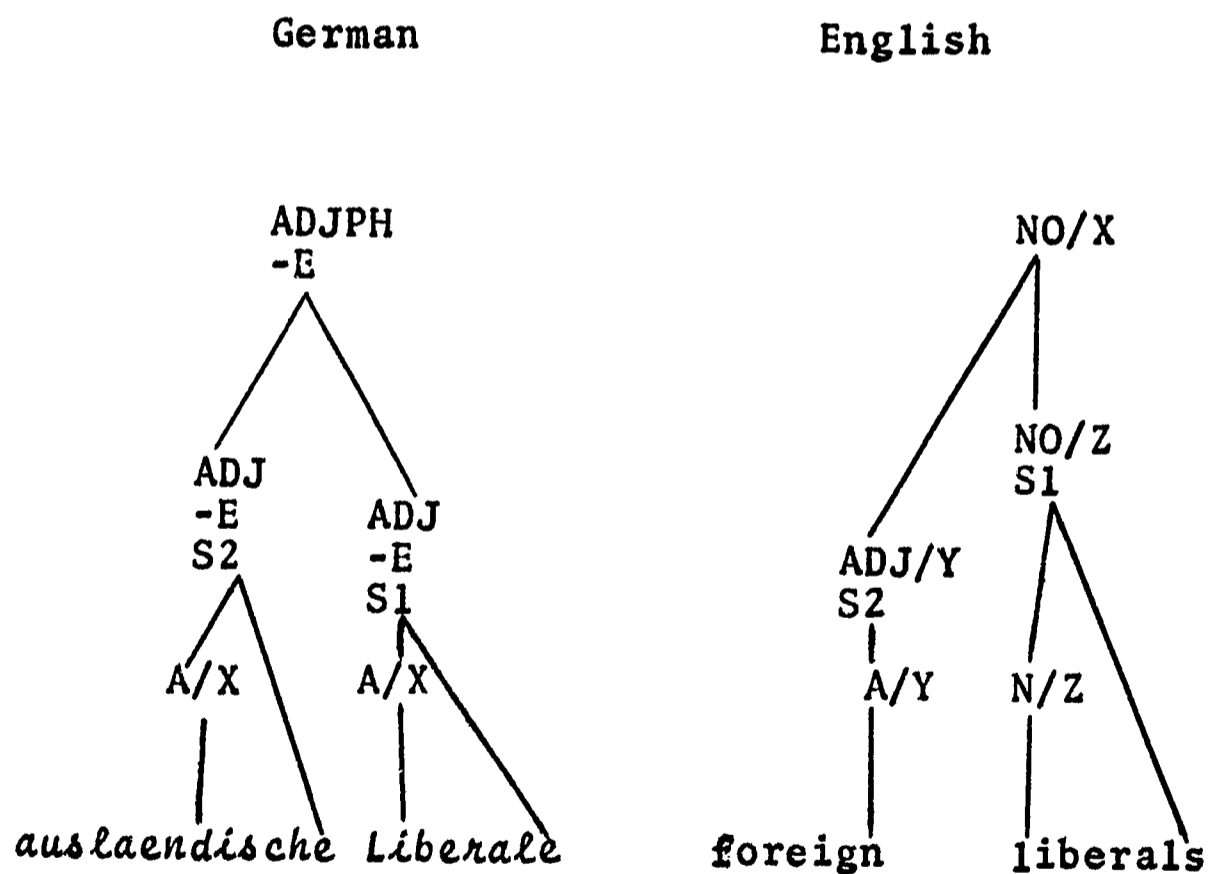 German
English
ADJPH
-E
NO/X
ADJ
-E
S2
ADJ
-E
S1
NO/Z
S1
ADJ/Y
S2
A/X
A/X
A/Y
N/Z
auslaendische Liberale
foreign liberals